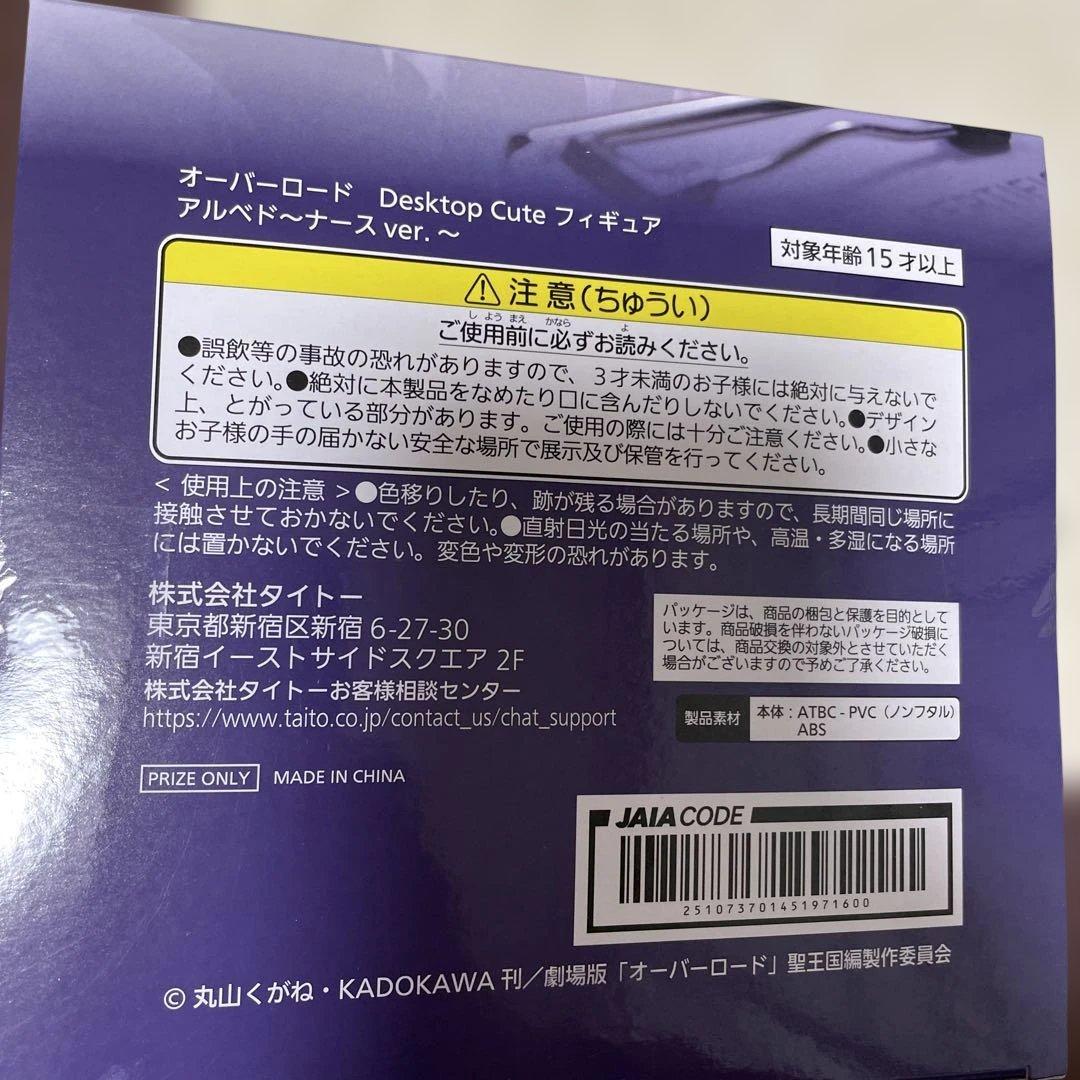 オーバーロード Desktop Cute フィギュア
アルベド～ナース ver. ～
対象年齢 15 才以上
注意(ちゅうい)
しようまえ かなら よ
ご使用前に必ずお読みください。
●誤飲等の事故の恐れがありますので、3才未満のお子様には絶対に与えないで
ください。●絶対に本製品をなめたり口に含んだりしないでください。●デザイン
上、とがっている部分があります。ご使用の際には十分ご注意ください。●小さな
お子様の手の届かない安全な場所で展示及び保管を行ってください。
< 使用上の注意 >●色移りしたり、跡が残る場合がありますので、長期間同じ場所に
接触させておかないでください。●直射日光の当たる場所や、高温・多湿になる場所
には置かないでください。変色や変形の恐れがあります。
株式会社タイトー
東京都新宿区新宿 6-27-30
新宿イーストサイドスクエア 2F
株式会社タイトーお客様相談センター
https://www.taito.co.jp/contact_us/chat_support
パッケージは、商品の梱包と保護を目的として
います。商品破損を伴わないパッケージ破損に
ついては、商品交換の対象外とさせていただく
場合がございますので予めご了承ください。
製品素材
本体 : ATBC - PVC (ノンフタル)
ABS
PRIZE ONLY MADE IN CHINA
JAIA CODE
251073701451971600
© 丸山くがね・KADOKAWA 刊／劇場版「オーバーロード」聖王国編製作委員会